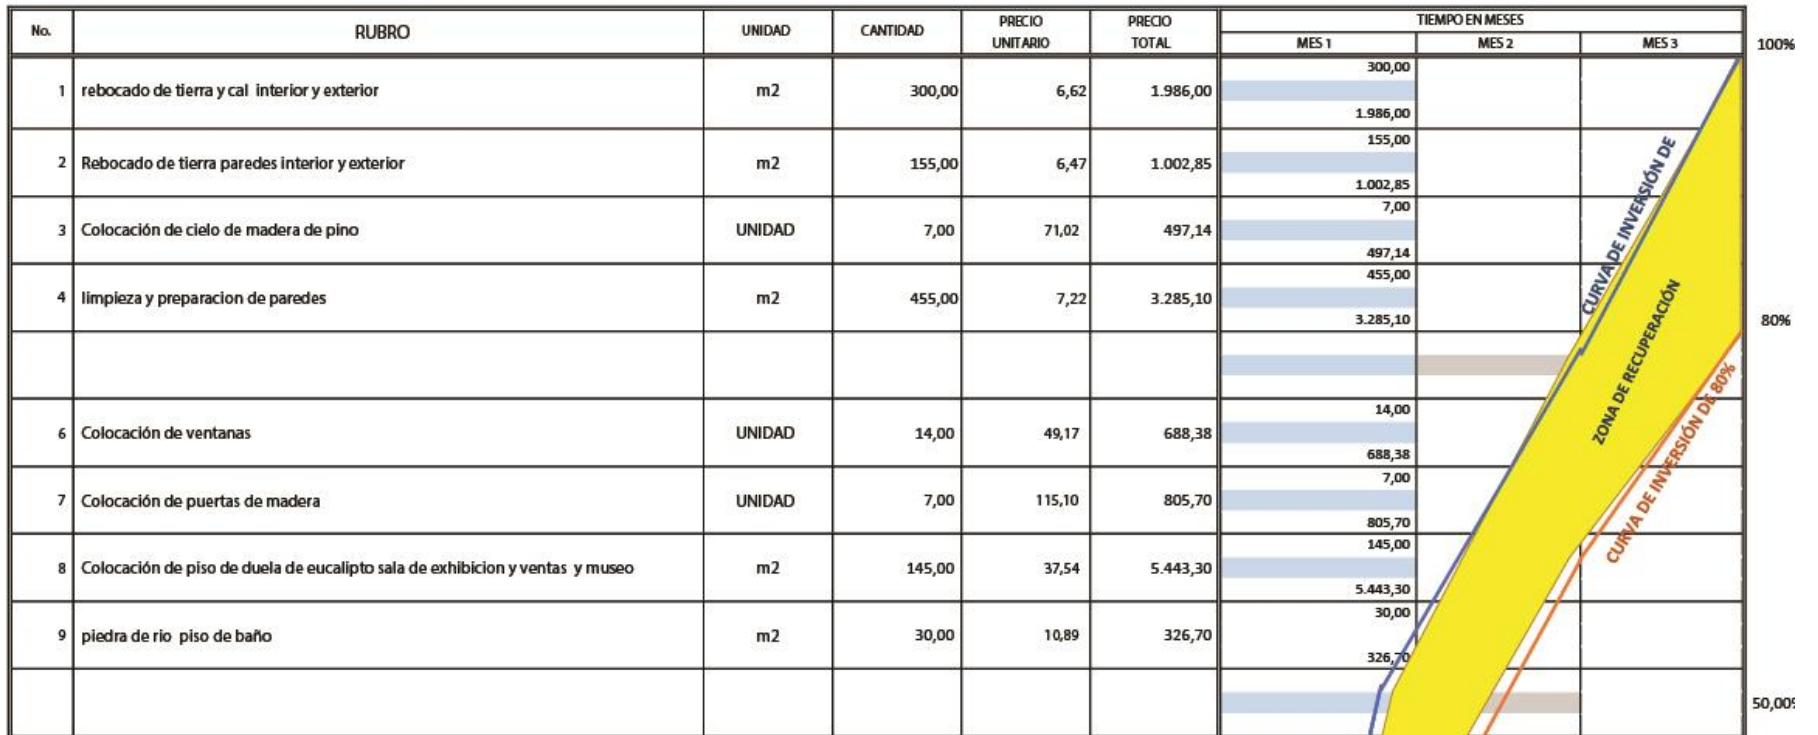 No. RUBRO UNIDAD CANTIDAD PRECIO UNITARIO PRECIO TOTAL TIEMPO EN MESES
MES 1 MES 2 MES 3 100%
300,00
1 rebocado de tierra y cal interior y exterior m2 300,00 6,62 1.986,00
1.986,00
155,00
2 Rebocado de tierra paredes interior y exterior m2 155,00 6,47 1.002,85
1.002,85
7,00
3 Colocación de cielo de madera de pino UNIDAD 7,00 71,02 497,14
497,14
455,00
4 limpieza y preparacion de paredes m2 455,00 7,22 3.285,10
3.285,10
80%
14,00
6 Colocación de ventanas UNIDAD 14,00 49,17 688,38
688,38
7,00
7 Colocación de puertas de madera UNIDAD 7,00 115,10 805,70
805,70
145,00
8 Colocación de piso de duela de eucalipto sala de exhibicion y ventas y museo m2 145,00 37,54 5.443,30
5.443,30
30,00
9 piedra de rio piso de baño m2 30,00 10,89 326,70
326,70
50,00%
CURVA DE INVERSIÓN DE
ZONA DE RECUPERACIÓN
CURVA DE INVERSIÓN DE 80%